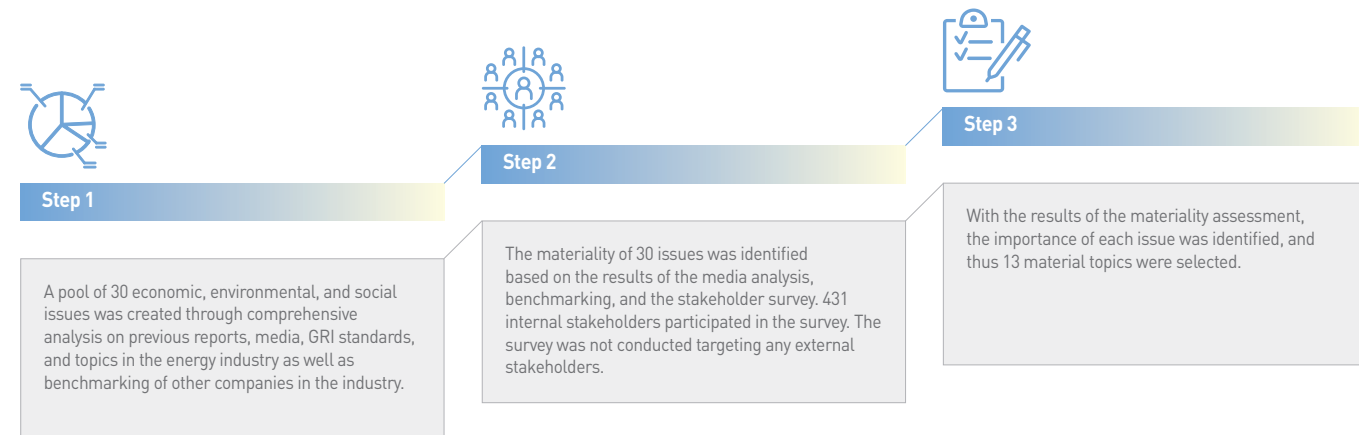 Step 1
A pool of 30 economic, environmental, and social
issues was created through comprehensive
analysis on previous reports, media, GRI standards,
and topics in the energy industry as well as
benchmarking of other companies in the industry.
Step 2
The materiality of 30 issues was identified
based on the results of the media analysis,
benchmarking, and the stakeholder survey. 431
internal stakeholders participated in the survey. The
survey was not conducted targeting any external
stakeholders.
Step 3
With the results of the materiality assessment,
the importance of each issue was identified, and
thus 13 material topics were selected.